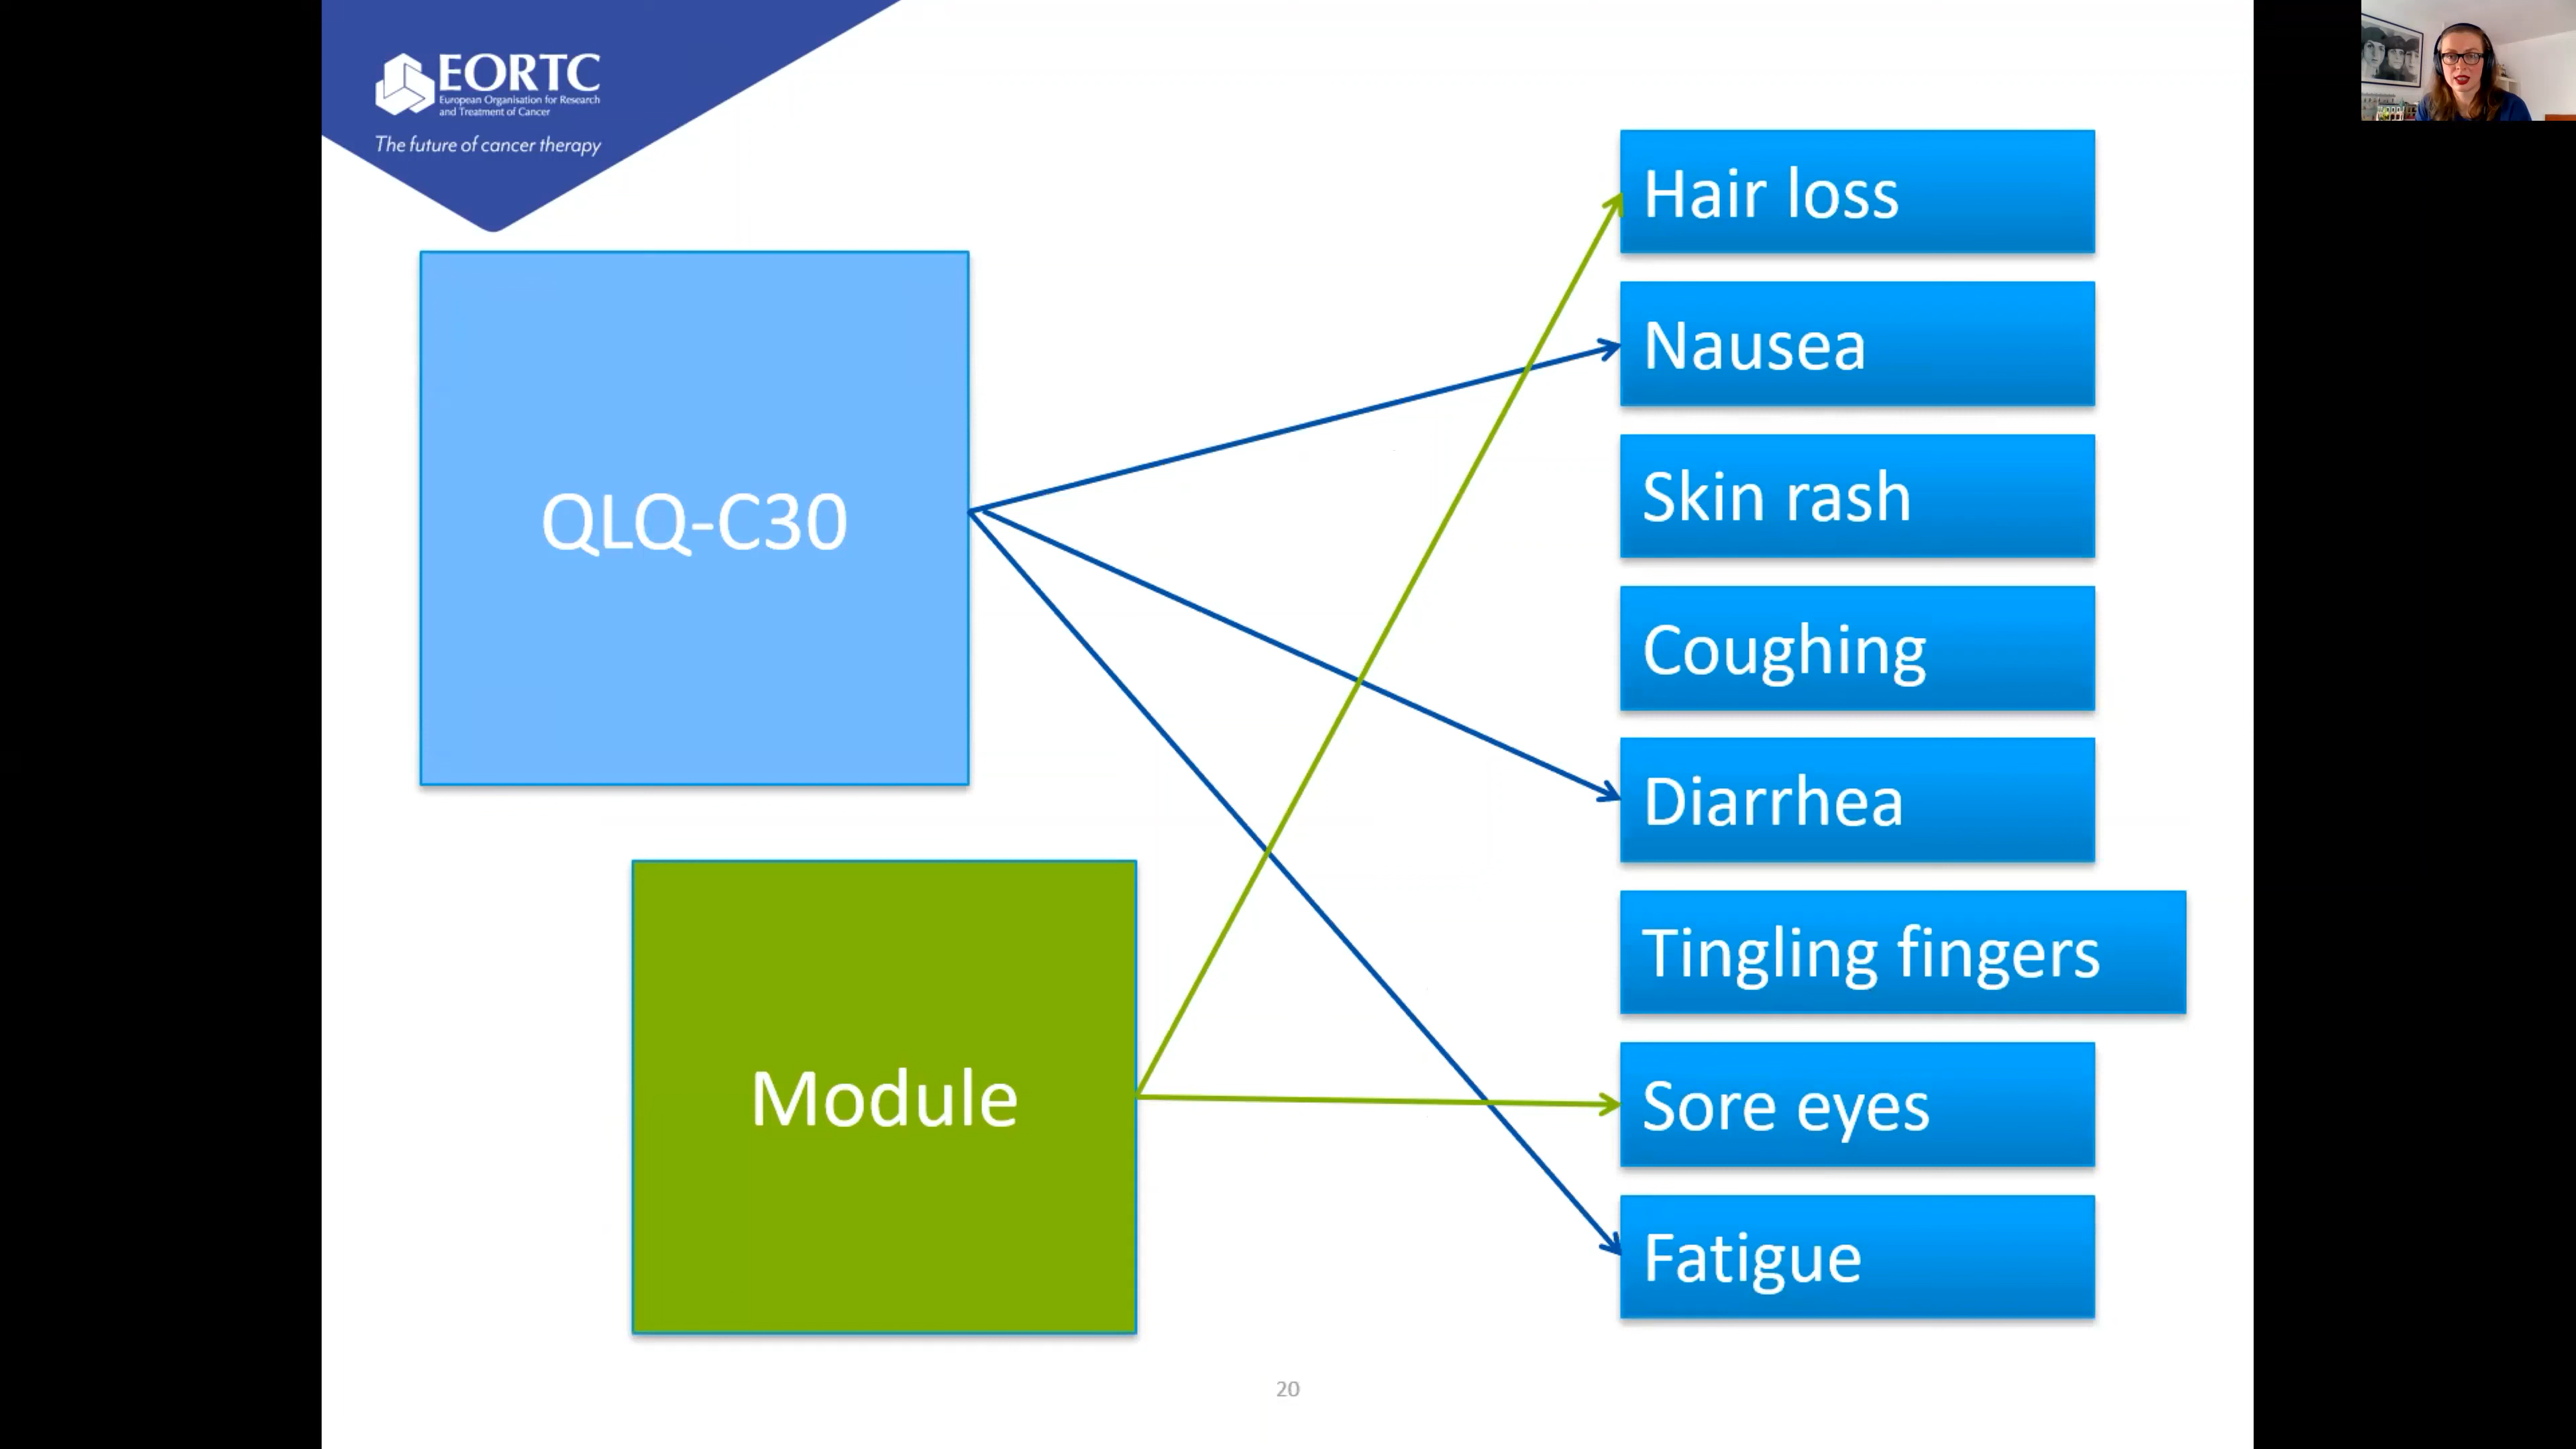 EORTC
European Organisation for Research
and Treatment of Cancer
The future of cancer therapy
QLQ-C30
Module
Hair loss
Nausea
Skin rash
Coughing
Diarrhea
Tingling fingers
Sore eyes
Fatigue
20